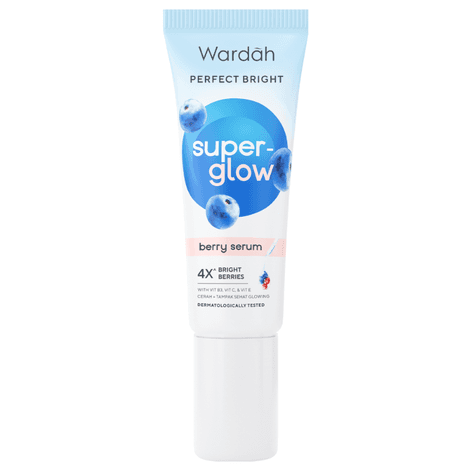 Wardāh
PERFECT BRIGHT
super-
glow
berry serum
4X^ BRIGHT
BERRIES
WITH VIT B3, VIT C, & VIT E
CERAH + TAMPAK SEHAT GLOWING
DERMATOLOGICALLY TESTED